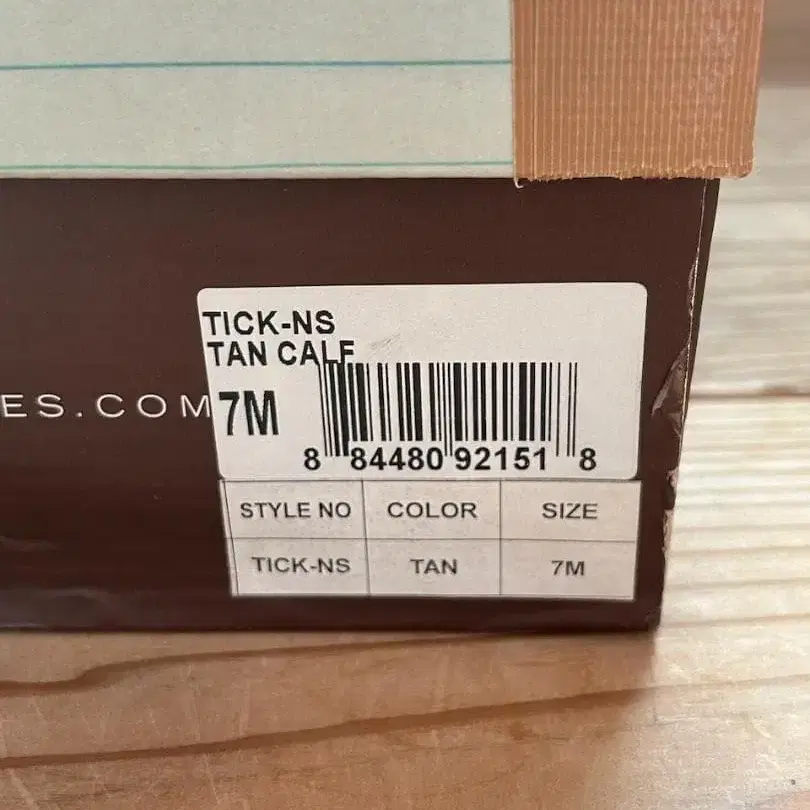 TICK-NS
TAN CALF
ES.COM
7M
8 84480 92151 8
STYLE NO COLOR SIZE
TICK-NS TAN 7M